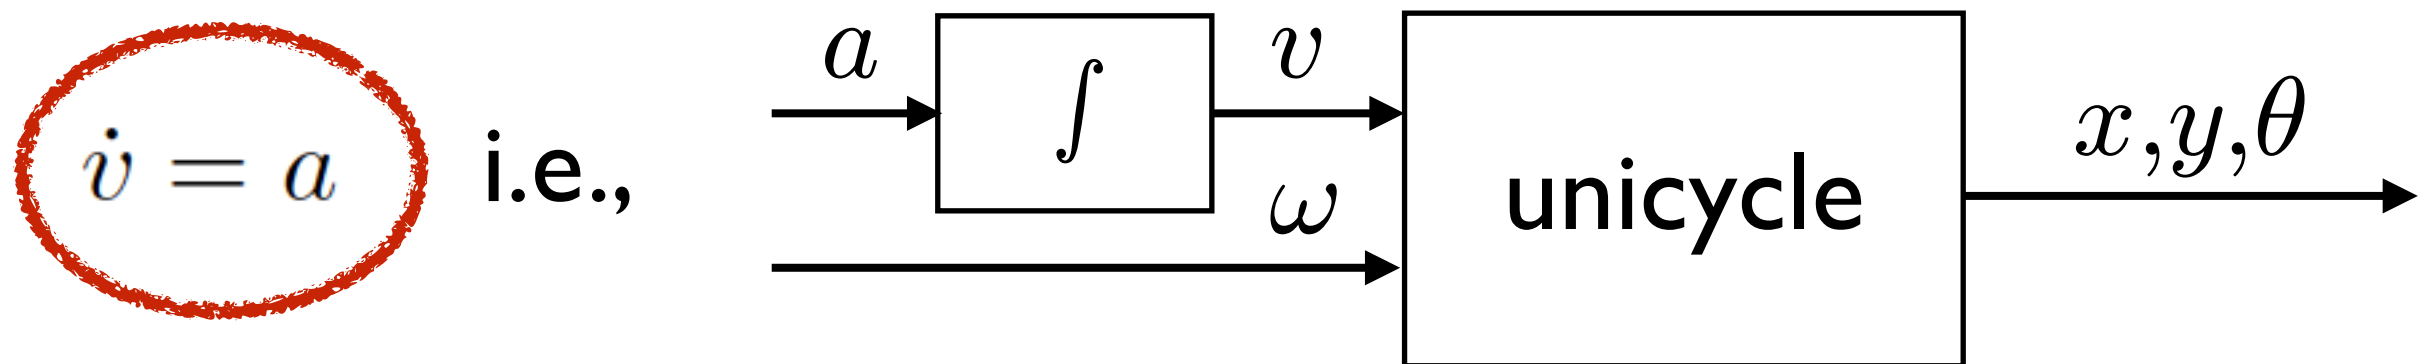 v̇ = a
i.e.,
a
∫
v
ω
unicycle
x,y,θ